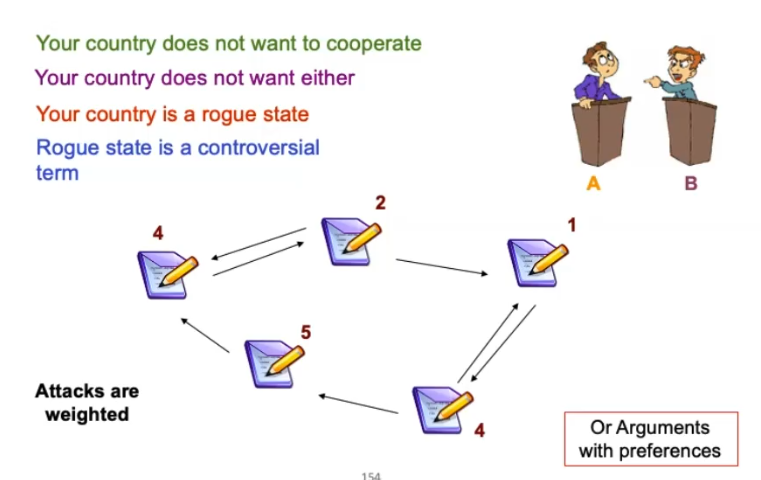 Your country does not want to cooperate
Your country does not want either
Your country is a rogue state
Rogue state is a controversial
term
A
B
2
4
1
5
Attacks are
weighted
4
Or Arguments
with preferences
154